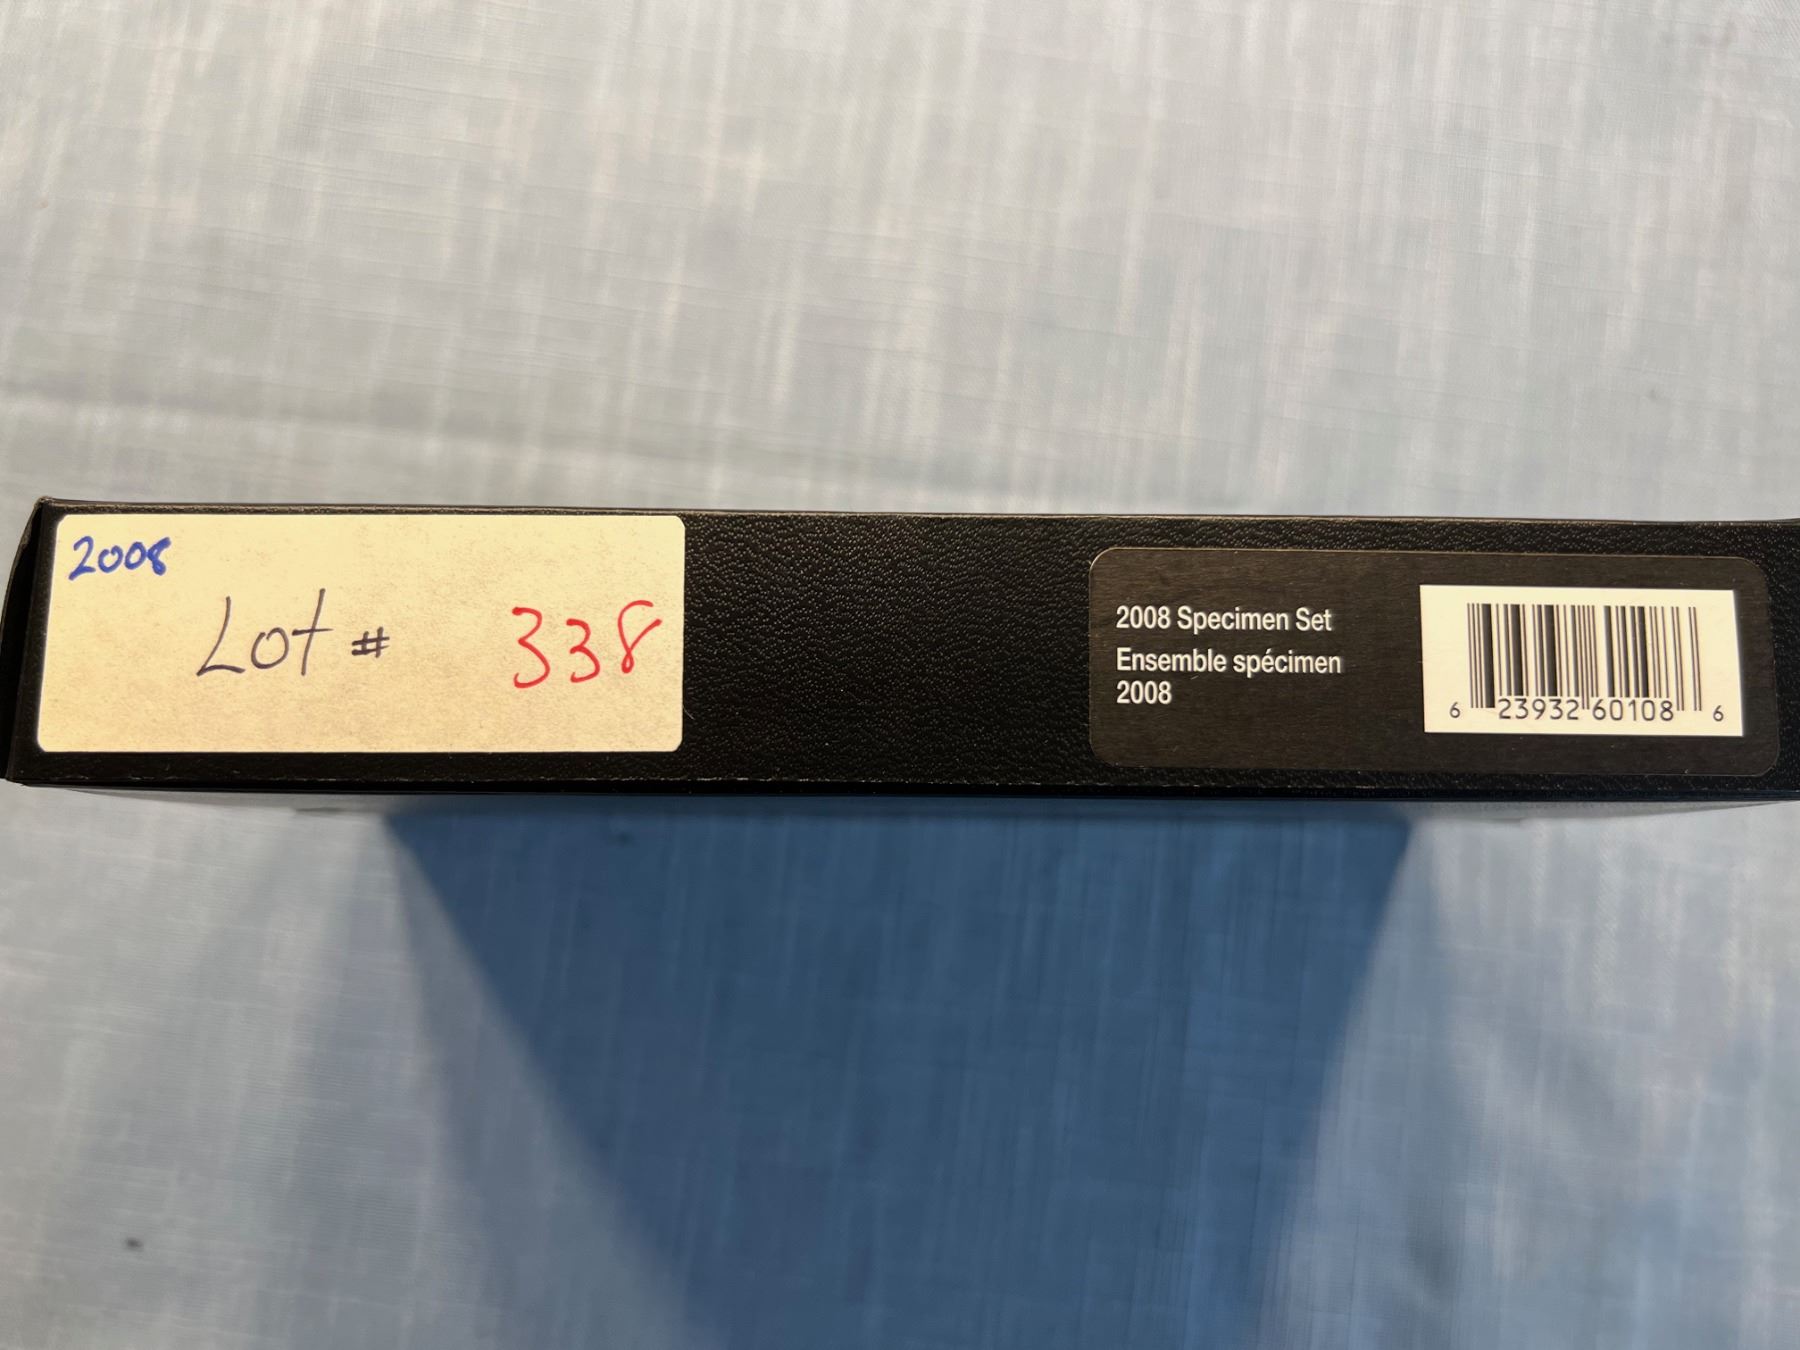 2008
Lot # 338
2008 Specimen Set
Ensemble spécimen
2008
6 23932 60108 6